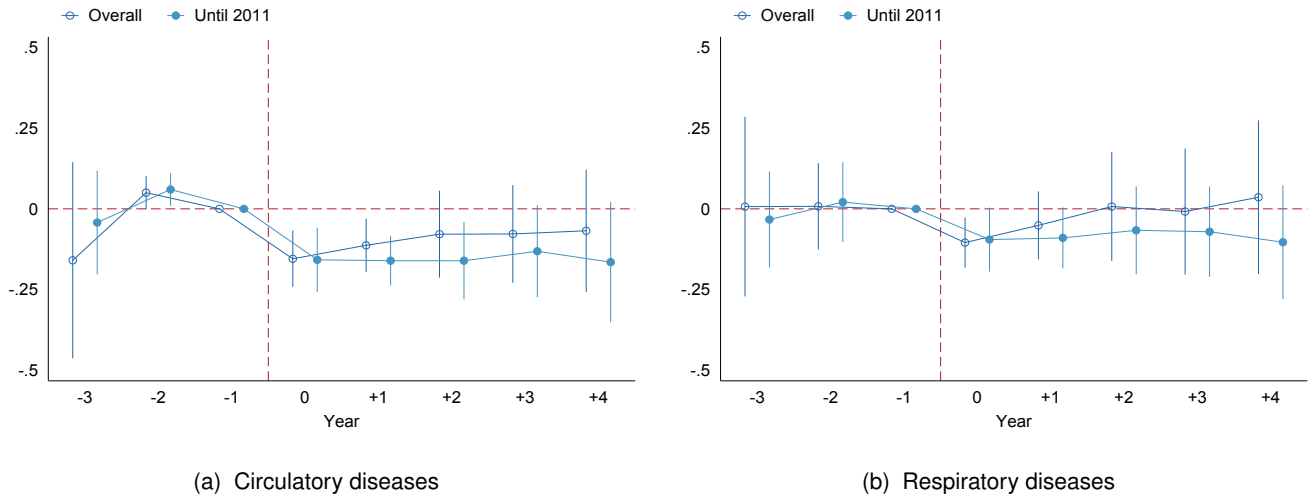 Overall Until 2011
.5
.25
0
-.25
-.5
-3 -2 -1 0 +1 +2 +3 +4
Year
(a) Circulatory diseases
Overall Until 2011
.5
.25
0
-.25
-.5
-3 -2 -1 0 +1 +2 +3 +4
Year
(b) Respiratory diseases